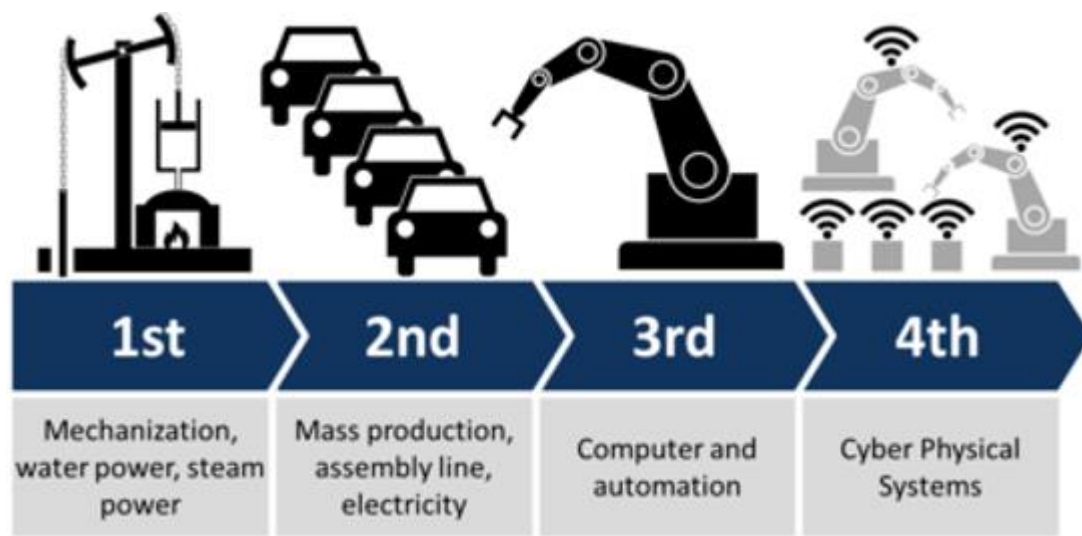 1st
2nd
3rd
4th
Mechanization,
water power, steam
power
Mass production,
assembly line,
electricity
Computer and
automation
Cyber Physical
Systems